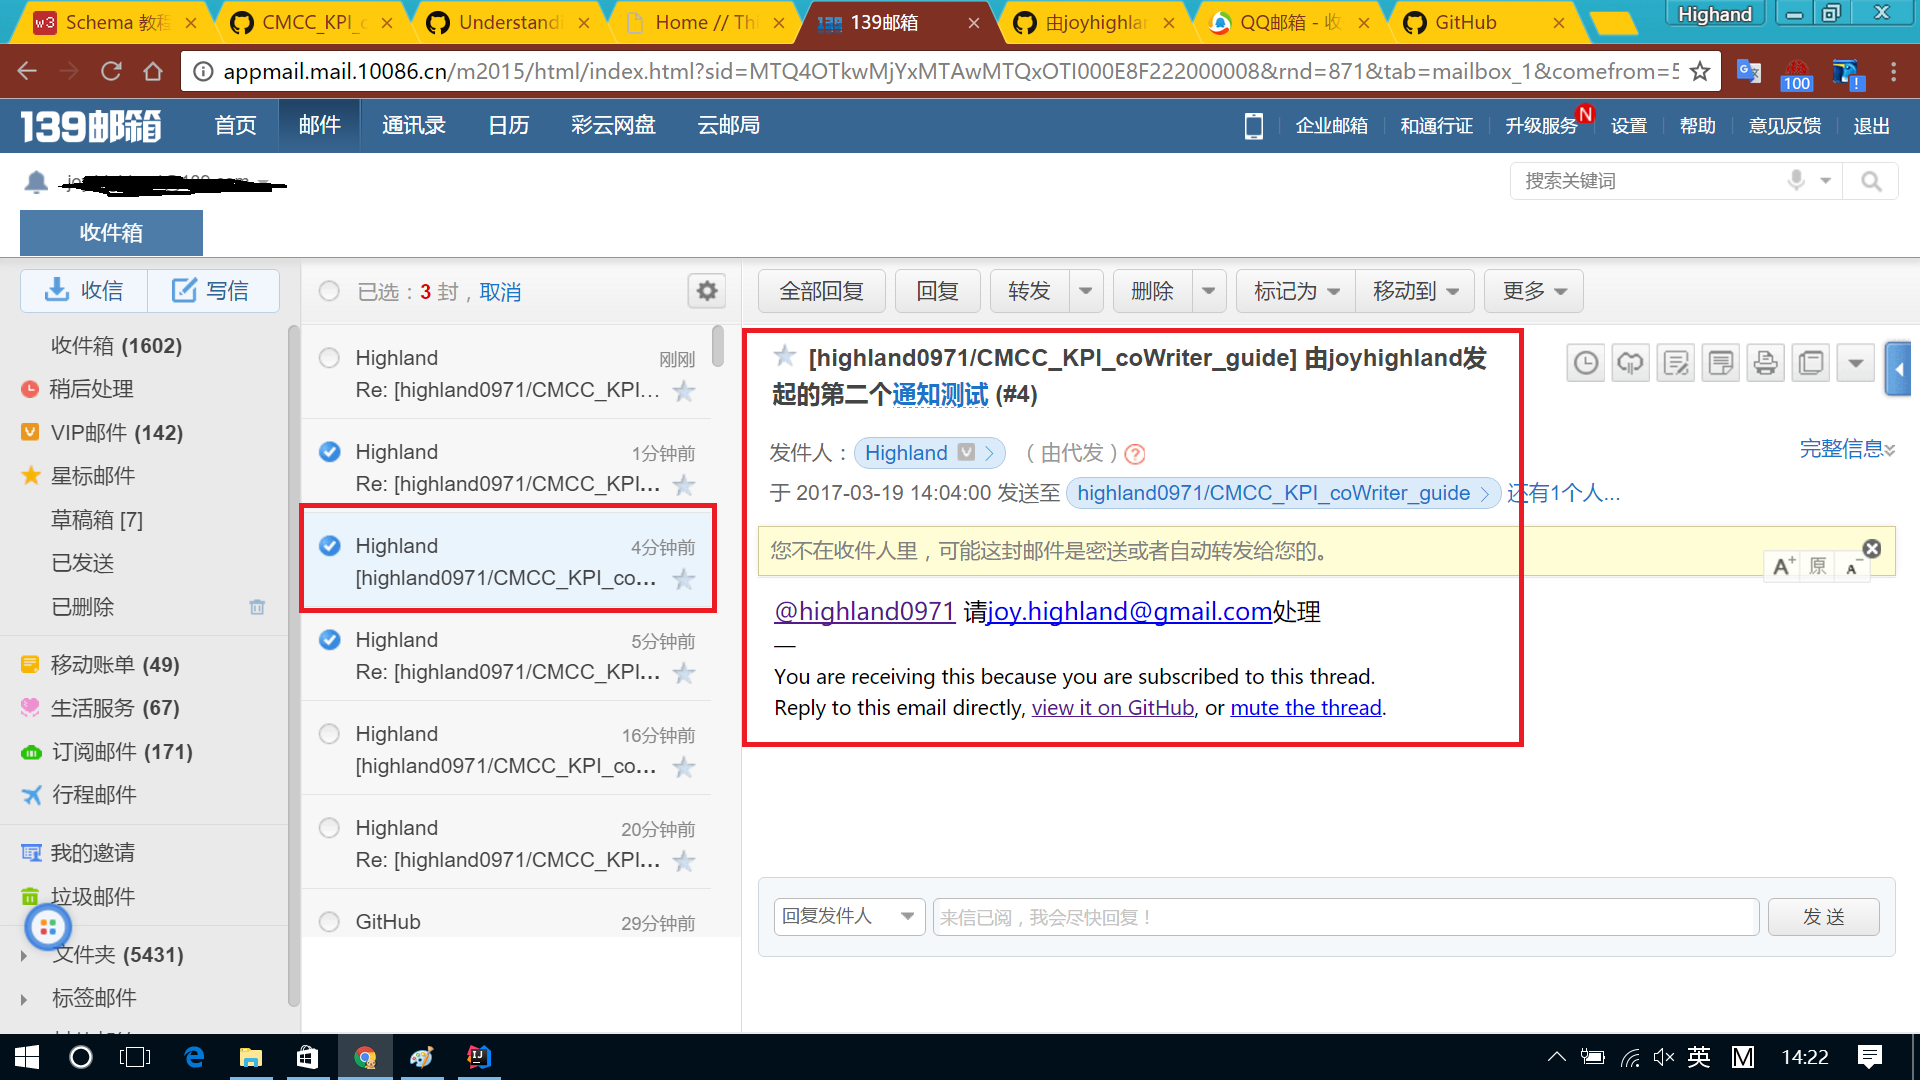 Schema 教程
CMCC_KPI_c
Understandi
Home // Th
139邮箱
由joyhighlan
QQ邮箱 - 收
GitHub
Highand
appmail.mail.10086.cn/m2015/html/index.html?sid=MTQ4OTkwMjYxMTAwMTQxOTI000E8F222000008&rnd=871&tab=mailbox_1&comefrom=5
100
139邮箱
首页
邮件
通讯录
日历
彩云网盘
云邮局
企业邮箱
和通行证
升级服务
N
设置
帮助
意见反馈
退出
搜索关键词
收件箱
收信
写信
已选：3 封，取消
全部回复
回复
转发
删除
标记为
移动到
更多
收件箱 (1602)
稍后处理
VIP邮件 (142)
星标邮件
草稿箱 [7]
已发送
已删除
移动账单 (49)
生活服务 (67)
订阅邮件 (171)
行程邮件
我的邀请
垃圾邮件
文件夹 (5431)
标签邮件
Highland
刚刚
Re: [highland0971/CMCC_KPI...
Highland
1分钟前
Re: [highland0971/CMCC_KPI...
Highland
4分钟前
[highland0971/CMCC_KPI_co...
Highland
5分钟前
Re: [highland0971/CMCC_KPI...
Highland
16分钟前
[highland0971/CMCC_KPI_co...
Highland
20分钟前
Re: [highland0971/CMCC_KPI...
GitHub
29分钟前
[highland0971/CMCC_KPI_coWriter_guide] 由joyhighland发
起的第二个通知测试 (#4)
发件人：Highland （由代发）
完整信息
于 2017-03-19 14:04:00 发送至 highland0971/CMCC_KPI_coWriter_guide 还有1个人...
您不在收件人里，可能这封邮件是密送或者自动转发给您的。
A+ 原 A-
@highland0971 请joy.highland@gmail.com处理
—
You are receiving this because you are subscribed to this thread.
Reply to this email directly, view it on GitHub, or mute the thread.
回复发件人
来信已阅，我会尽快回复！
发 送
英
M
14:22